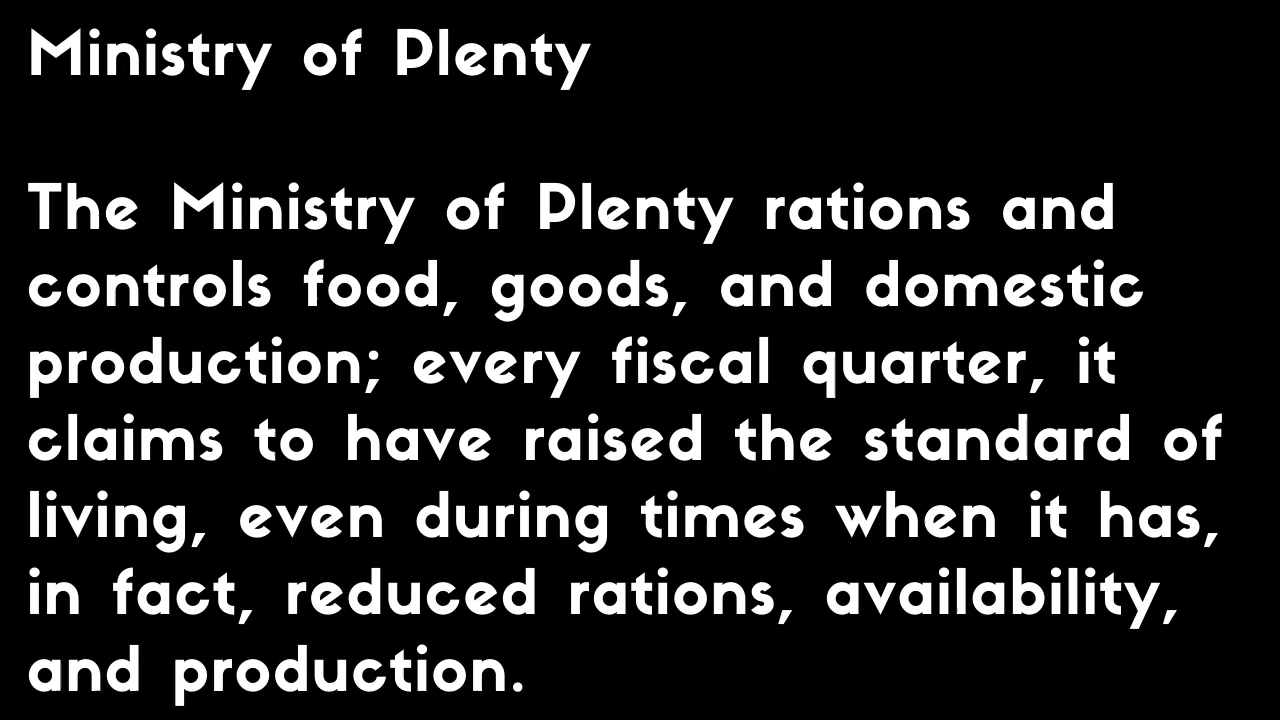 Ministry of Plenty
The Ministry of Plenty rations and
controls food, goods, and domestic
production; every fiscal quarter, it
claims to have raised the standard of
living, even during times when it has,
in fact, reduced rations, availability,
and production.